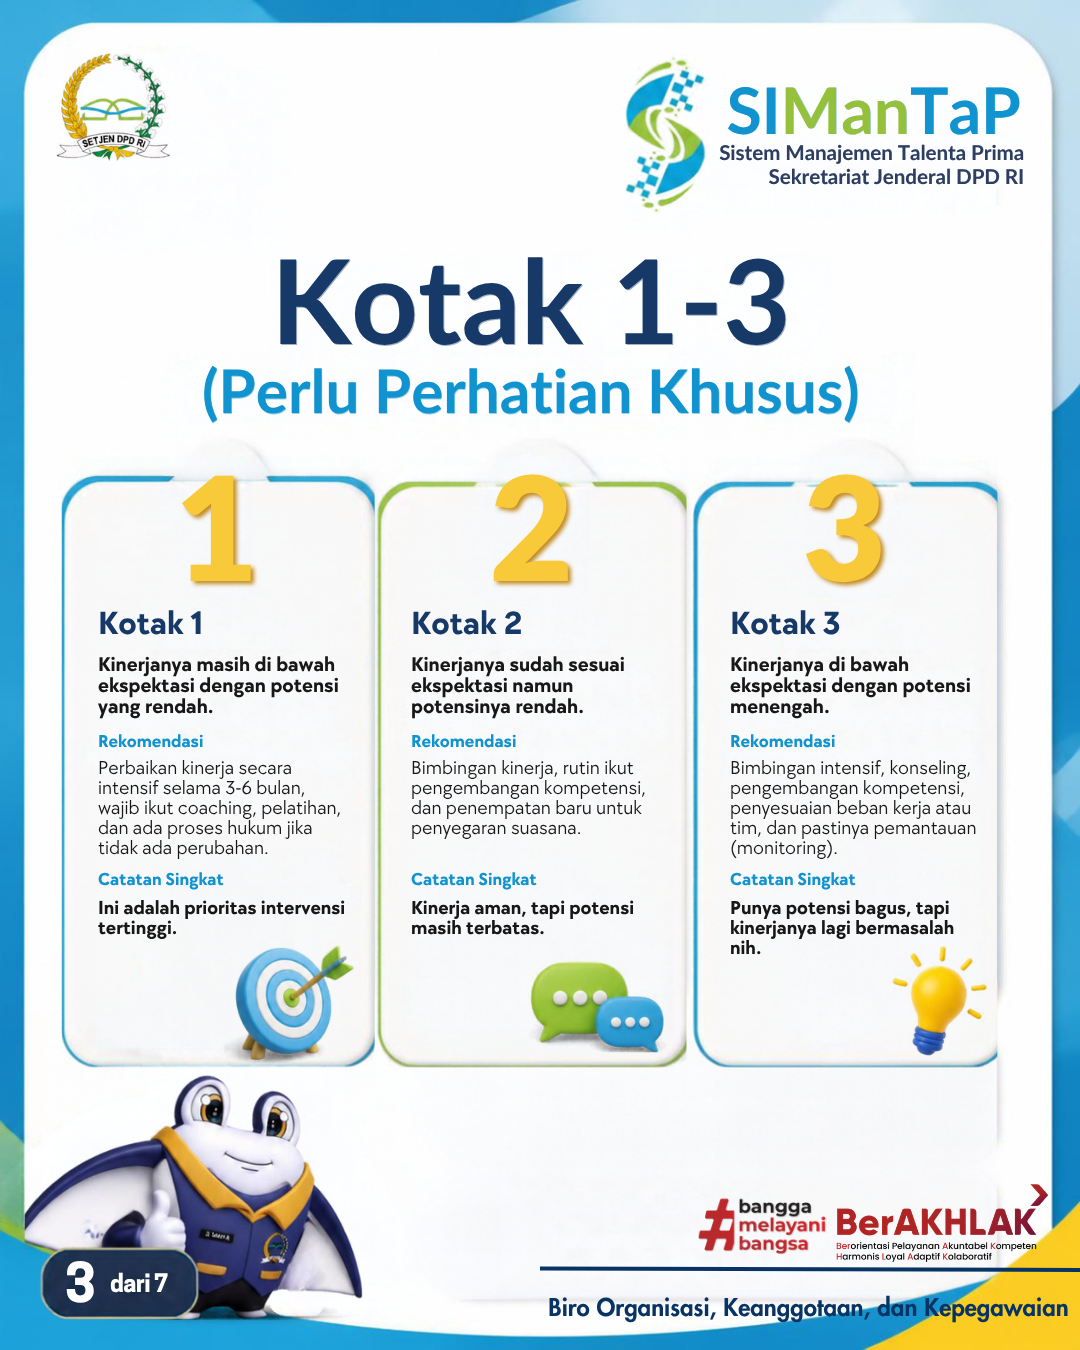 SETJEN DPD RI
SIManTaP
Sistem Manajemen Talenta Prima
Sekretariat Jenderal DPD RI
Kotak 1-3
(Perlu Perhatian Khusus)
1
Kotak 1
Kinerjanya masih di bawah
ekspektasi dengan potensi
yang rendah.
Rekomendasi
Perbaikan kinerja secara
intensif selama 3-6 bulan,
wajib ikut coaching, pelatihan,
dan ada proses hukum jika
tidak ada perubahan.
Catatan Singkat
Ini adalah prioritas intervensi
tertinggi.
2
Kotak 2
Kinerjanya sudah sesuai
ekspektasi namun
potensinya rendah.
Rekomendasi
Bimbingan kinerja, rutin ikut
pengembangan kompetensi,
dan penempatan baru untuk
penyegaran suasana.
Catatan Singkat
Kinerja aman, tapi potensi
masih terbatas.
3
Kotak 3
Kinerjanya di bawah
ekspektasi dengan potensi
menengah.
Rekomendasi
Bimbingan intensif, konseling,
pengembangan kompetensi,
penyesuaian beban kerja atau
tim, dan pastinya pemantauan
(monitoring).
Catatan Singkat
Punya potensi bagus, tapi
kinerjanya lagi bermasalah
nih.
3 dari 7
#bangga
melayani
bangsa
BerAKHLAK
Berorientasi Pelayanan Akuntabel Kompeten
Harmonis Loyal Adaptif Kolaboratif
Biro Organisasi, Keanggotaan, dan Kepegawaian